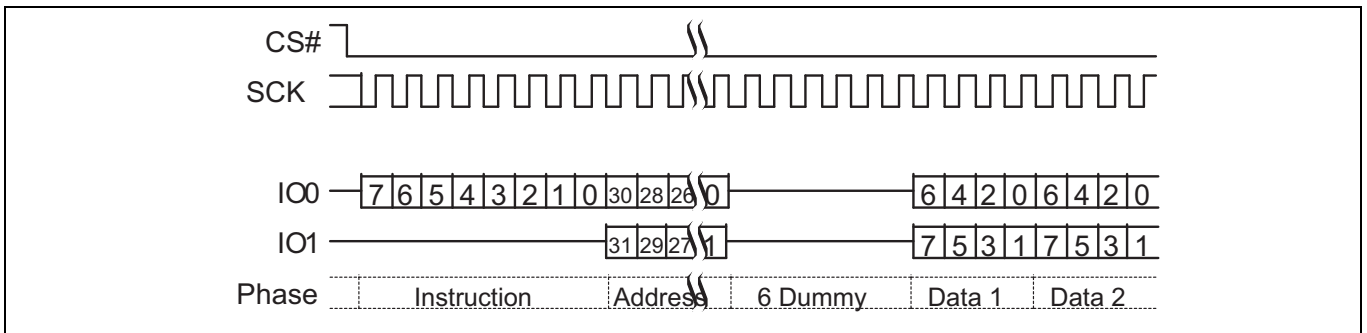 CS#
SCK
IO0 7 6 5 4 3 2 1 0 30 28 26 0 6 4 2 0 6 4 2 0
IO1 31 29 27 1 7 5 3 1 7 5 3 1
Phase Instruction Address 6 Dummy Data 1 Data 2